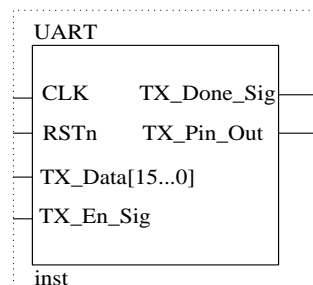 UART
CLK TX_Done_Sig
RSTn TX_Pin_Out
TX_Data[15...0]
TX_En_Sig
inst